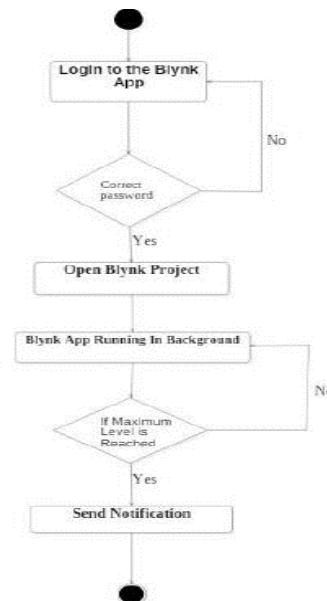 Login to the Blynk
App
No
Correct
password
Yes
Open Blynk Project
Blynk App Running In Background
No
If Maximum
Level is
Reached
Yes
Send Notification